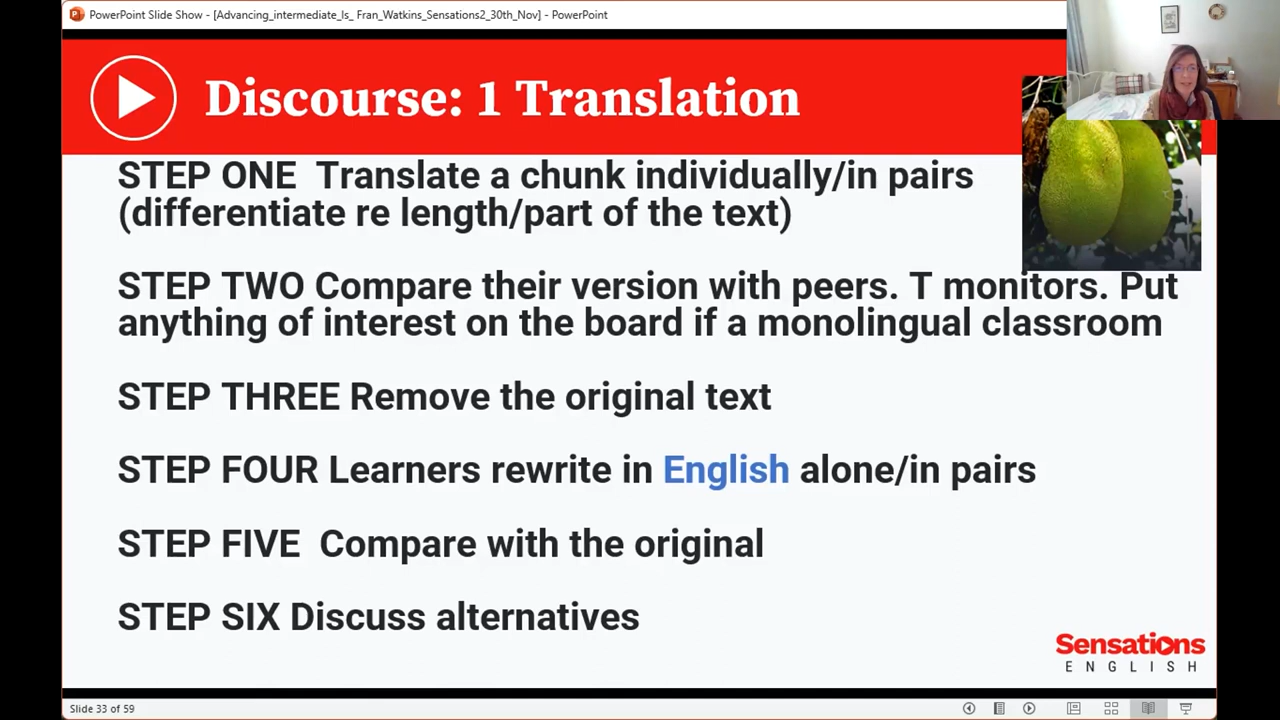 PowerPoint Slide Show - [Advancing_intermediate_ls_ Fran_Watkins_Sensations2_30th_Nov] - PowerPoint
Discourse: 1 Translation
STEP ONE  Translate a chunk individually/in pairs
(differentiate re length/part of the text)
STEP TWO Compare their version with peers. T monitors. Put
anything of interest on the board if a monolingual classroom
STEP THREE Remove the original text
STEP FOUR Learners rewrite in English alone/in pairs
STEP FIVE  Compare with the original
STEP SIX Discuss alternatives
Sensations
ENGLISH
Slide 33 of 59